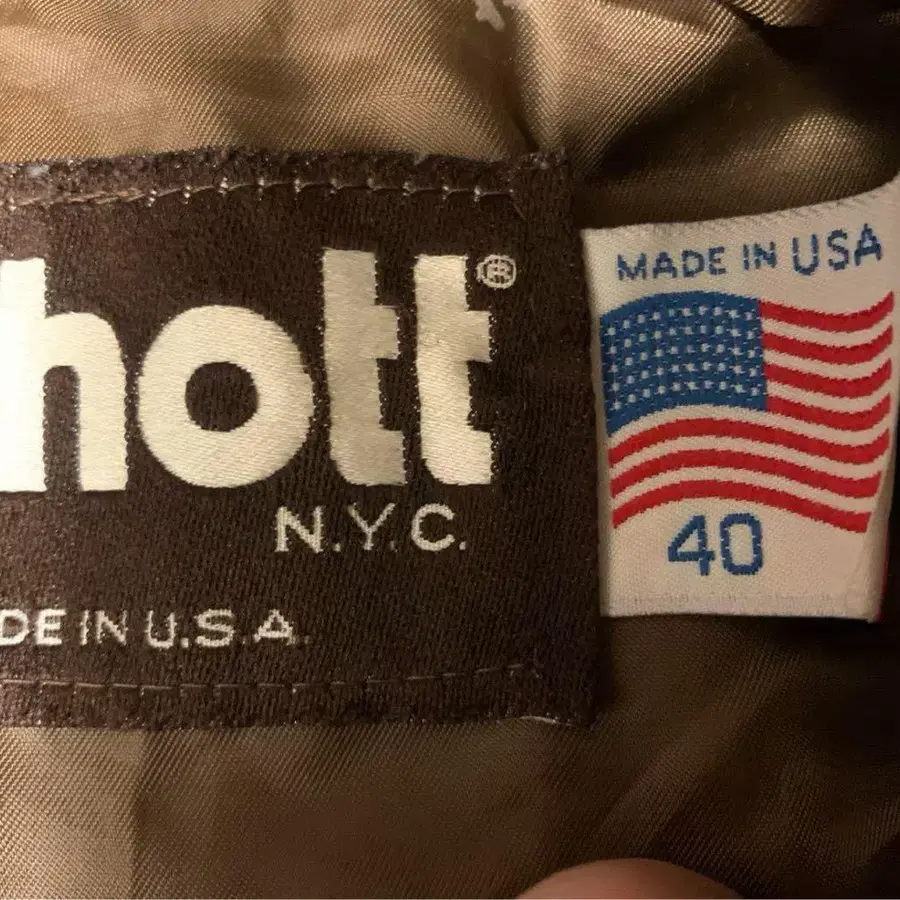 hott®
N.Y.C.
DE IN U.S.A.
MADE IN USA
40